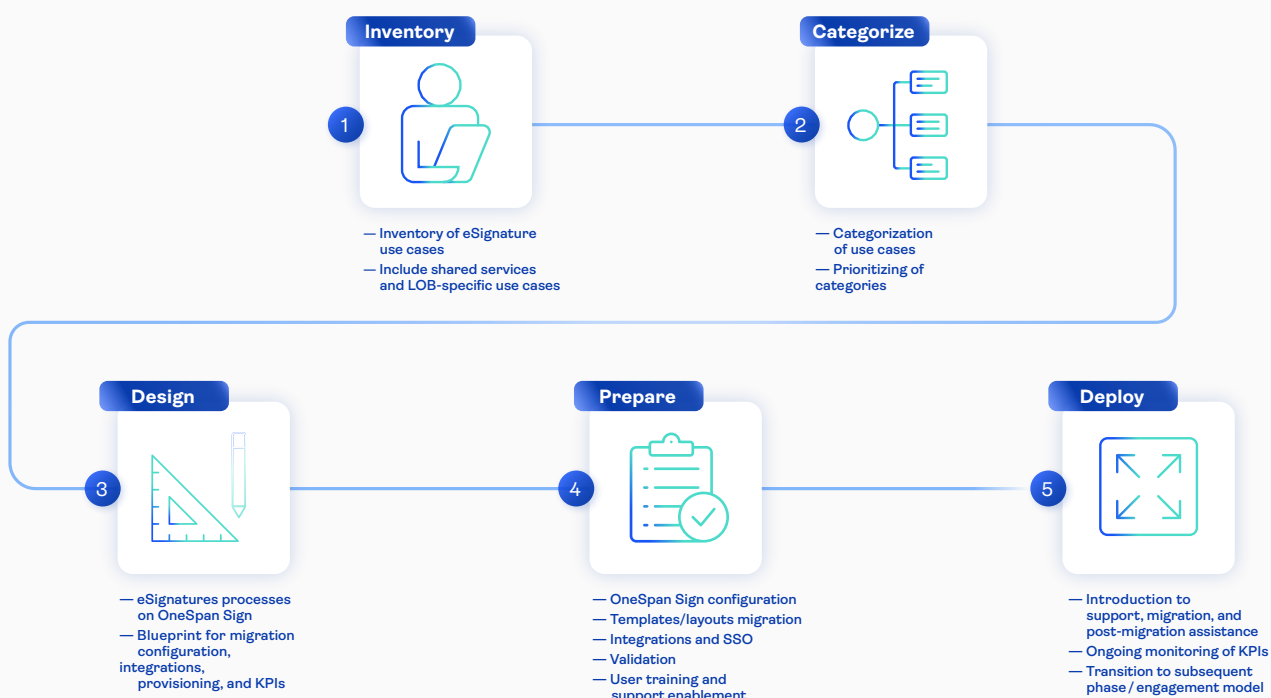 Inventory
Categorize
1
2
— Inventory of eSignature
use cases
— Include shared services
and LOB-specific use cases
— Categorization
of use cases
— Prioritizing of
categories
Design
Prepare
Deploy
3
4
5
— eSignatures processes
on OneSpan Sign
— Blueprint for migration
configuration,
integrations,
provisioning, and KPIs
— OneSpan Sign configuration
— Templates/layouts migration
— Integrations and SSO
— Validation
— User training and
support enablement
— Introduction to
support, migration, and
post-migration assistance
— Ongoing monitoring of KPIs
— Transition to subsequent
phase / engagement model